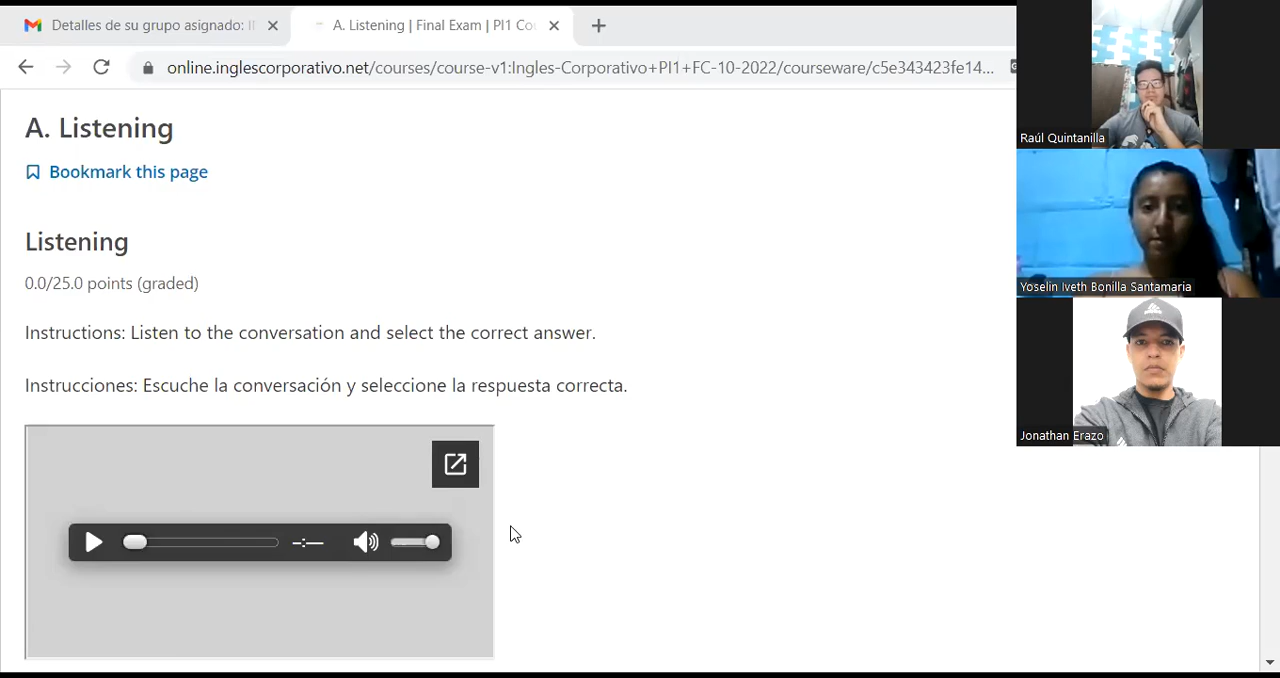 Detalles de su grupo asignado: I
A. Listening | Final Exam | PI1 Co
online.inglescorporativo.net/courses/course-v1:Ingles-Corporativo+PI1+FC-10-2022/courseware/c5e343423fe14...
A. Listening
Bookmark this page
Listening
0.0/25.0 points (graded)
Instructions: Listen to the conversation and select the correct answer.
Instrucciones: Escuche la conversación y seleccione la respuesta correcta.
--:--
Raúl Quintanilla
Yoselin Iveth Bonilla Santamaria
Jonathan Erazo